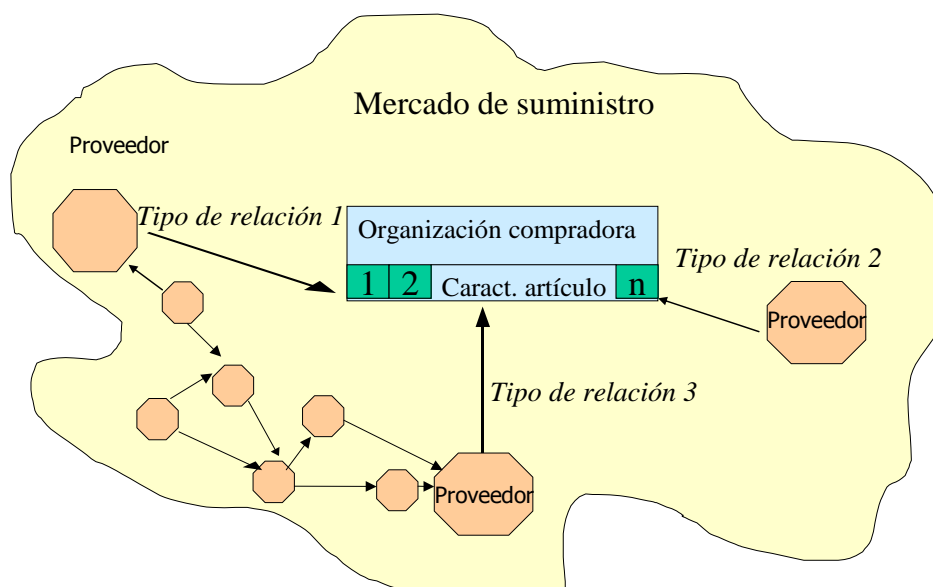 Mercado de suministro
Proveedor
Tipo de relación 1
Organización compradora
Tipo de relación 2
1 2 Caract. artículo n
Proveedor
Tipo de relación 3
Proveedor